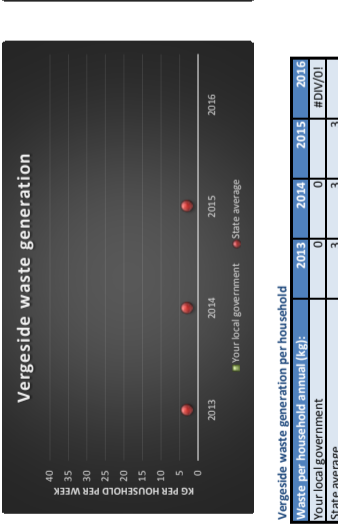 Vergeside waste generation
KG PER HOUSEHOLD PER WEEK
40
35
30
25
20
15
10
5
0
2013 2014 2015 2016
Your local government State average
Vergeside waste generation per household
Waste per household annual (kg): 2013 2014 2015 2016
Your local government 0 0 #DIV/0!
State average 3 3 3